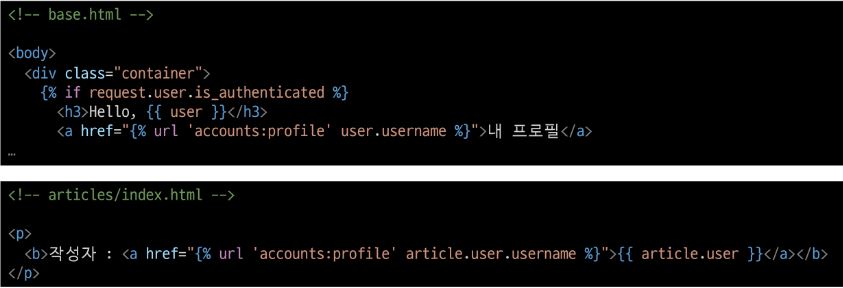 <!-- base.html -->
<body>
<div class="container">
{% if request.user.is_authenticated %}
<h3>Hello, {{ user }}</h3>
<a href="{% url 'accounts:profile' user.username %}">내 프로필</a>
…
<!-- articles/index.html -->
<p>
<b>작성자 : <a href="{% url 'accounts:profile' article.user.username %}">{{ article.user }}</a></b>
</p>